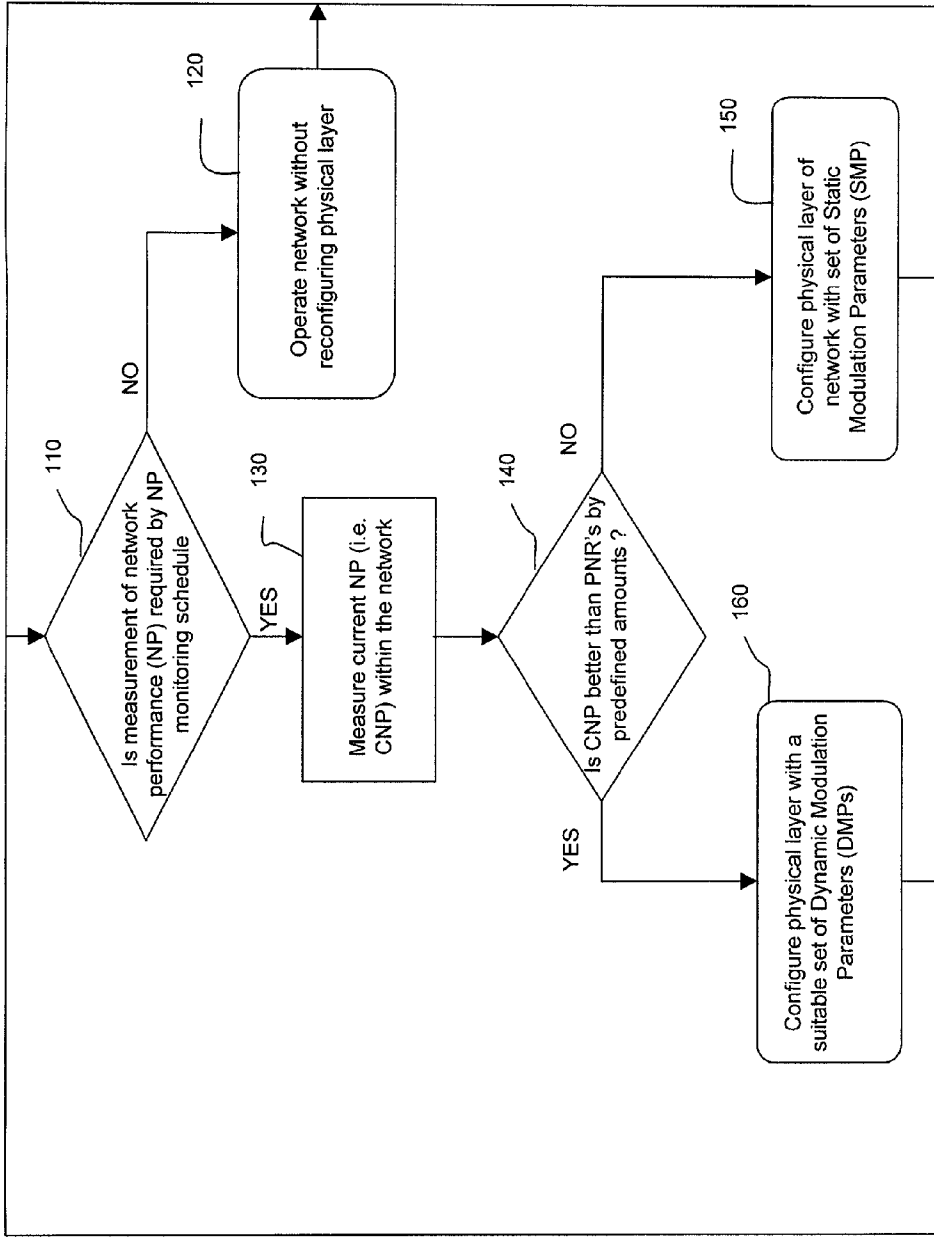 110
Is measurement of network
performance (NP) required by NP
monitoring schedule
NO
120
Operate network without
reconfiguring physical layer
YES
130
Measure current NP (i.e.
CNP) within the network
140
Is CNP better than PNR's by
predefined amounts ?
NO
150
Configure physical layer of
network with set of Static
Modulation Parameters (SMP)
YES
160
Configure physical layer with a
suitable set of Dynamic Modulation
Parameters (DMPs)